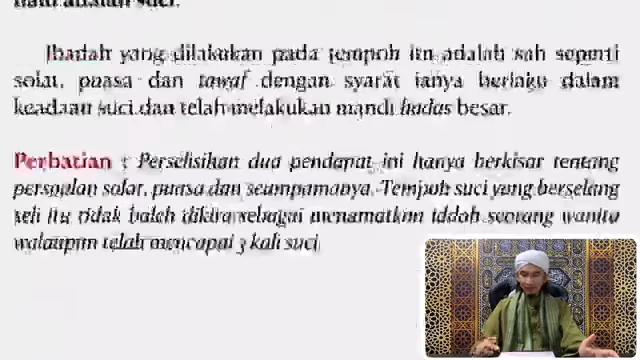 hatu adalah suci.
Ibadah yang dilakukan pada tempoh itu adalah sah seperti
solat, puasa dan tawaf dengan syarat ianya berlaku dalam
keadaan suci dan telah melakukan mandi hadas besar.
Perhatian : Perselisihan dua pendapat ini hanya berkisar tentang
persoalan solat, puasa dan seumpamanya. Tempoh suci yang berselang
seli itu tidak boleh dikira sebagai menamatkan iddah seorang wanita
walaupun telah mencapai 3 kali suci